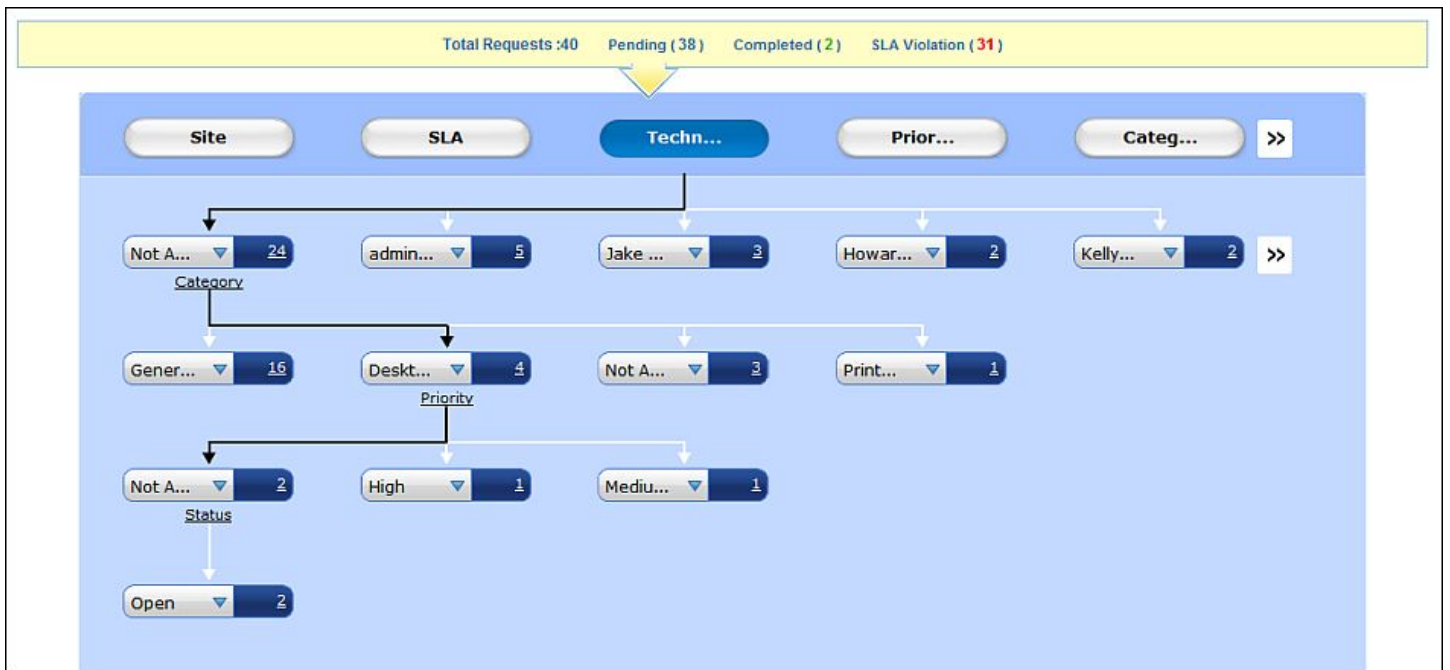 Total Requests :40 Pending ( 38 ) Completed ( 2 ) SLA Violation ( 31 )
Site SLA Techn... Prior... Categ... >>
Not A... 24 admin... 5 Jake ... 3 Howar... 2 Kelly... 2 >>
Category
Gener... 16 Deskt... 4 Not A... 3 Print... 1
Priority
Not A... 2 High 1 Mediu... 1
Status
Open 2